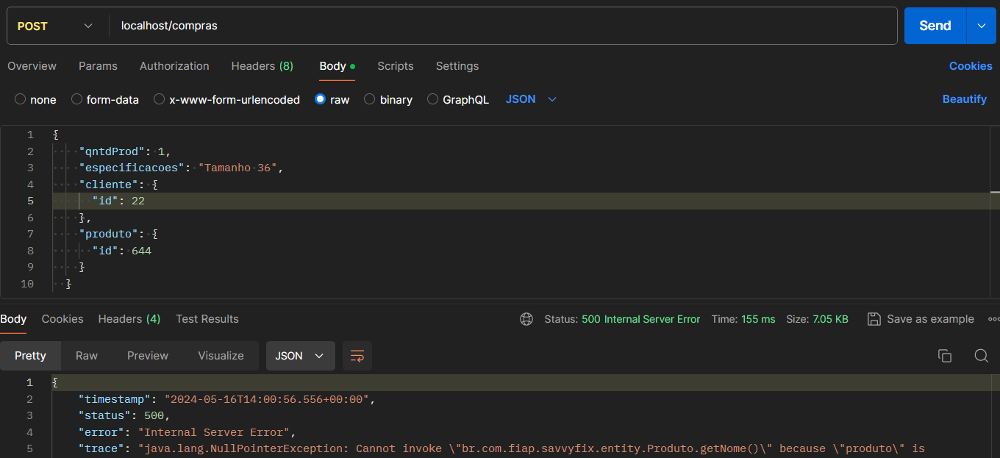 POST localhost/compras Send
Overview Params Authorization Headers (8) Body Scripts Settings Cookies
none form-data x-www-form-urlencoded raw binary GraphQL JSON Beautify
1 {
2 "qntdProd": 1,
3 "especificacoes": "Tamanho 36",
4 "cliente": {
5 "id": 22
6 },
7 "produto": {
8 "id": 644
9 }
10 }
Body Cookies Headers (4) Test Results Status: 500 Internal Server Error Time: 155 ms Size: 7.05 KB Save as example
Pretty Raw Preview Visualize JSON
1 {
2 "timestamp": "2024-05-16T14:00:56.556+00:00",
3 "status": 500,
4 "error": "Internal Server Error",
5 "trace": "java.lang.NullPointerException: Cannot invoke \"br.com.fiap.savvyfix.entity.Produto.getNome()\" because \"produto\" is